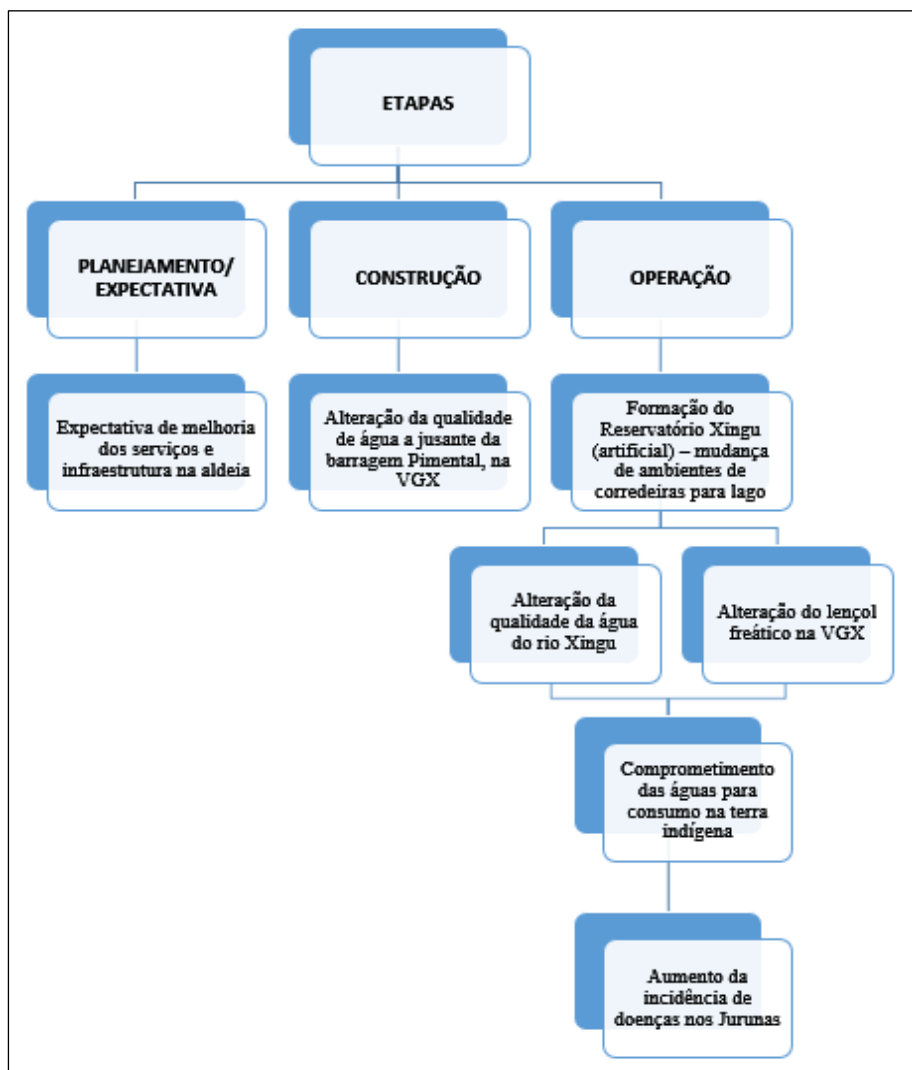 ETAPAS
PLANEJAMENTO/
EXPECTATIVA
CONSTRUÇÃO
OPERAÇÃO
Expectativa de melhoria
dos serviços e
infraestrutura na aldeia
Alteração da qualidade
de água a jusante da
barragem Pimental, na
VGX
Formação do
Reservatório Xingu
(artificial) – mudança
de ambientes de
corredeiras para lago
Alteração da
qualidade da água
do rio Xingu
Alteração do lençol
freático na VGX
Comprometimento
das águas para
consumo na terra
indígena
Aumento da
incidência de
doenças nos Jurunas